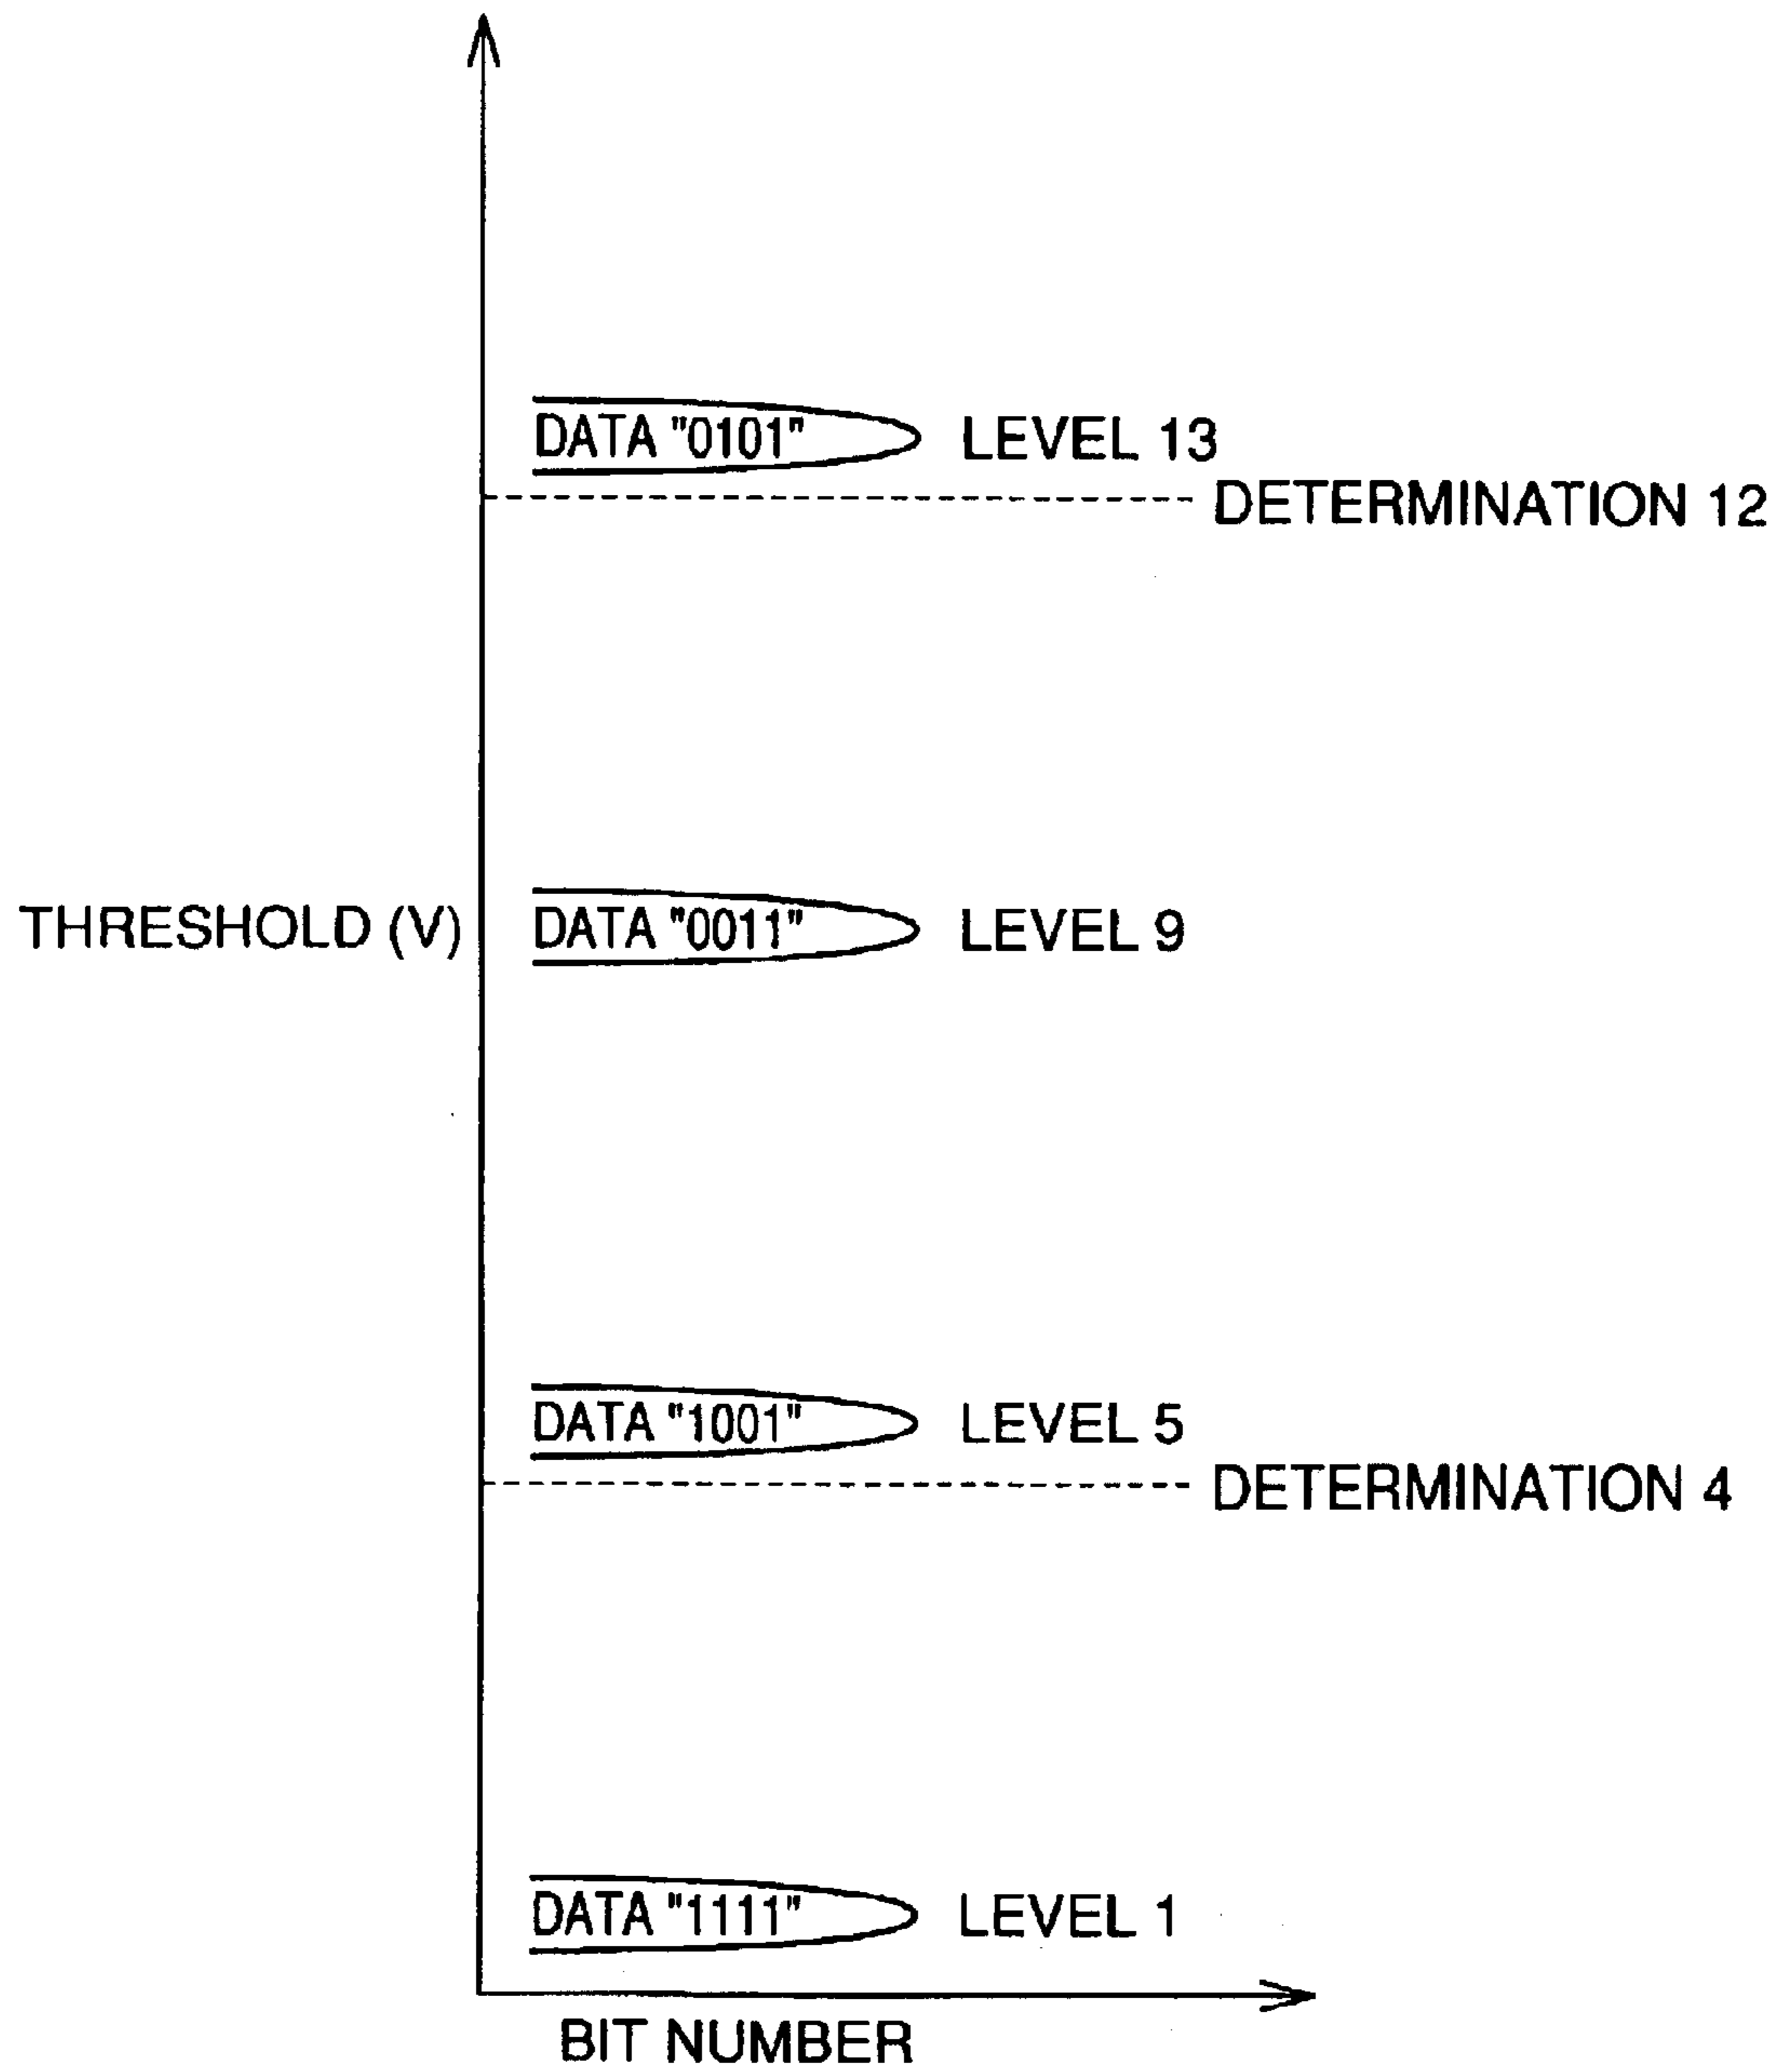 DATA "0101" LEVEL 13
DETERMINATION 12
THRESHOLD (V) DATA "0011" LEVEL 9
DATA "1001" LEVEL 5
DETERMINATION 4
DATA "1111" LEVEL 1
BIT NUMBER